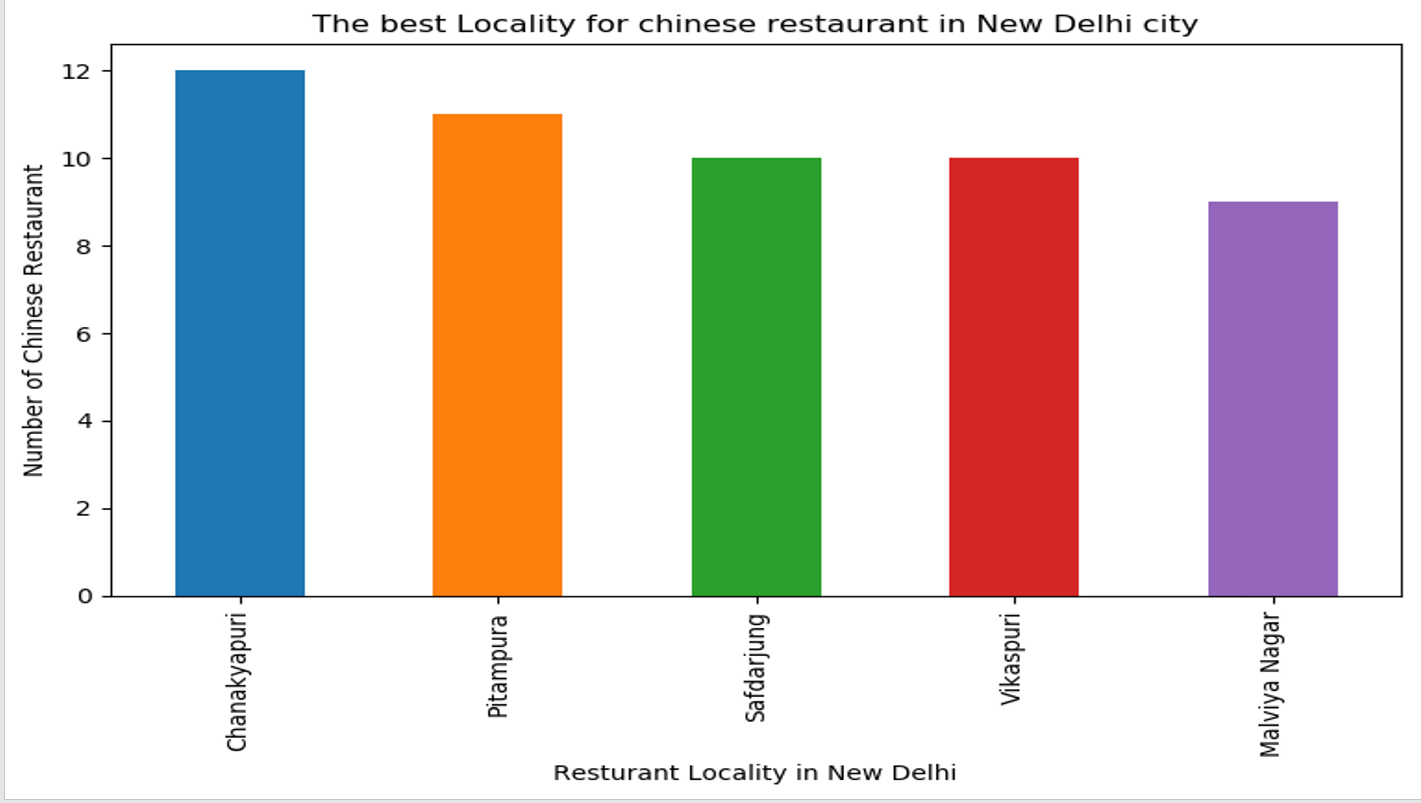 The best Locality for chinese restaurant in New Delhi city
Number of Chinese Restaurant
12
10
8
6
4
2
0
Chanakyapuri
Pitampura
Safdarjung
Vikaspuri
Malviya Nagar
Resturant Locality in New Delhi